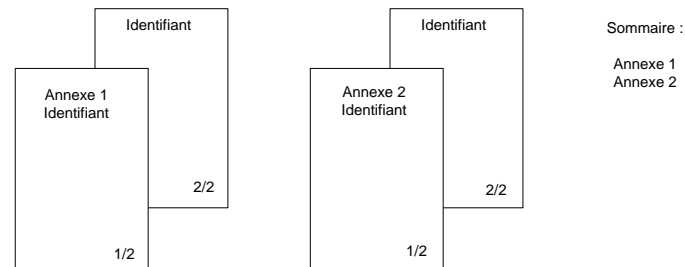 Identifiant
Annexe 1
Identifiant
2/2
1/2
Identifiant
Annexe 2
Identifiant
2/2
1/2
Sommaire :
Annexe 1
Annexe 2